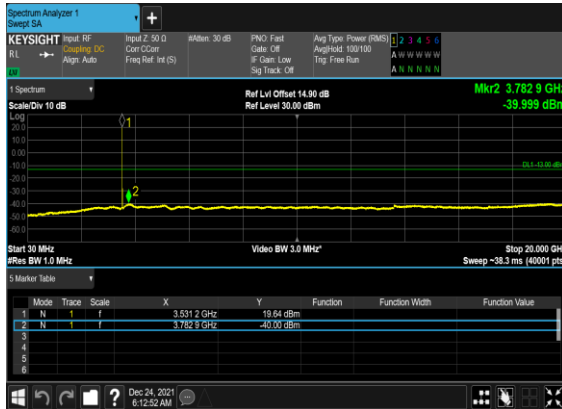 Spectrum Analyzer 1
Swept SA
+
KEYSIGHT Input: RF Input Z: 50 Ω #Atten: 30 dB PNO: Fast Avg Type: Power (RMS) 1 2 3 4 5 6
RL Coupling: DC Corr CCorr Gate: Off Avg|Hold: 100/100 A W W W W W
Align: Auto Freq Ref: Int (S) IF Gain: Low Trig: Free Run
LXI Sig Track: Off A N N N N N
1 Spectrum Ref Lvl Offset 14.90 dB Mkr2 3.782 9 GHz
Scale/Div 10 dB Ref Level 30.00 dBm -39.999 dBm
Log
20.0 1
10.0
0.00
-10.0 DL1 -13.00 dBm
-20.0
-30.0 2
-40.0
-50.0
-60.0
Start 30 MHz Video BW 3.0 MHz* Stop 20.000 GHz
#Res BW 1.0 MHz Sweep ~38.3 ms (40001 pts)
5 Marker Table
Mode Trace Scale X Y Function Function Width Function Value
1 N 1 f 3.531 2 GHz 19.64 dBm
2 N 1 f 3.782 9 GHz -40.00 dBm
3
4
5
6
? Dec 24, 2021
6:12:52 AM